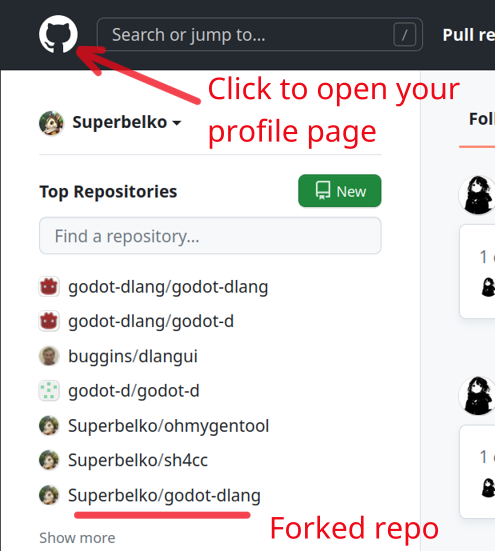 Search or jump to... /
Pull re
Click to open your
profile page
Superbelko
Fol
Top Repositories
New
Find a repository...
godot-dlang/godot-dlang
godot-dlang/godot-d
buggins/dlangui
godot-d/godot-d
Superbelko/ohmygentool
Superbelko/sh4cc
Superbelko/godot-dlang
Forked repo
Show more
1
1